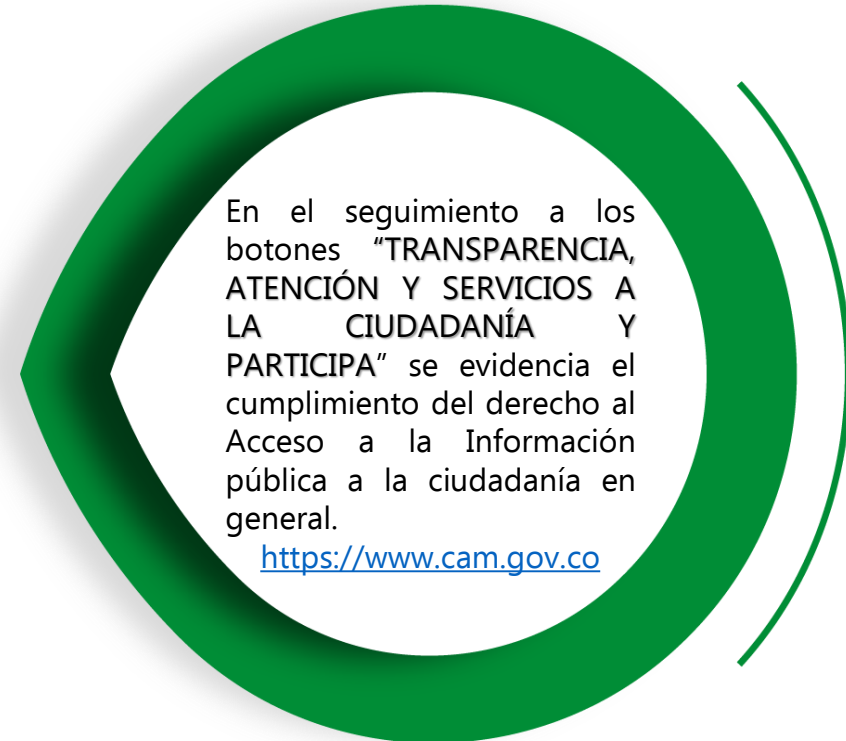 En el seguimiento a los
botones “TRANSPARENCIA,
ATENCIÓN Y SERVICIOS A
LA CIUDADANÍA Y
PARTICIPA” se evidencia el
cumplimiento del derecho al
Acceso a la Información
pública a la ciudadanía en
general.
https://www.cam.gov.co